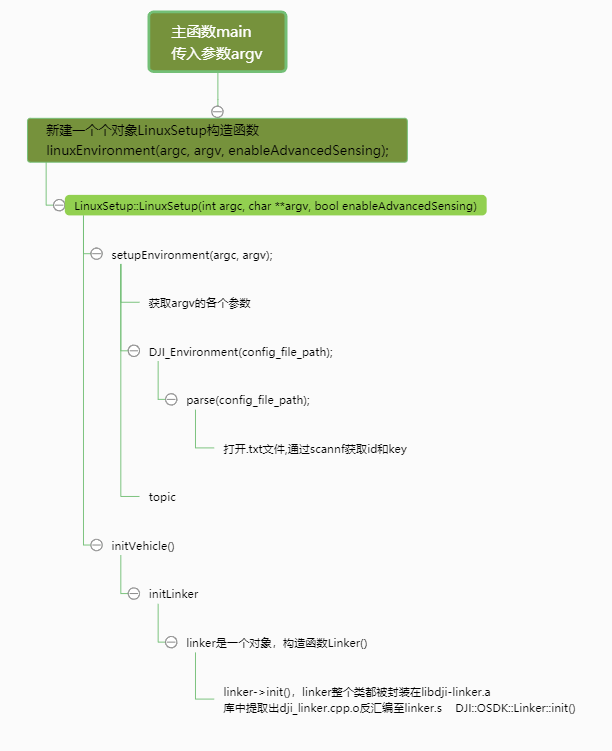 主函数main
传入参数argv
新建一个个对象LinuxSetup构造函数
linuxEnvironment(argc, argv, enableAdvancedSensing);
LinuxSetup::LinuxSetup(int argc, char **argv, bool enableAdvancedSensing)
setupEnvironment(argc, argv);
获取argv的各个参数
DJI_Environment(config_file_path);
parse(config_file_path);
打开.txt文件,通过scannf获取id和key
topic
initVehicle()
initLinker
linker是一个对象，构造函数Linker()
linker->init()，linker整个类都被封装在libdji-linker.a
库中提取出dji_linker.cpp.o反汇编至linker.s DJI::OSDK::Linker::init()